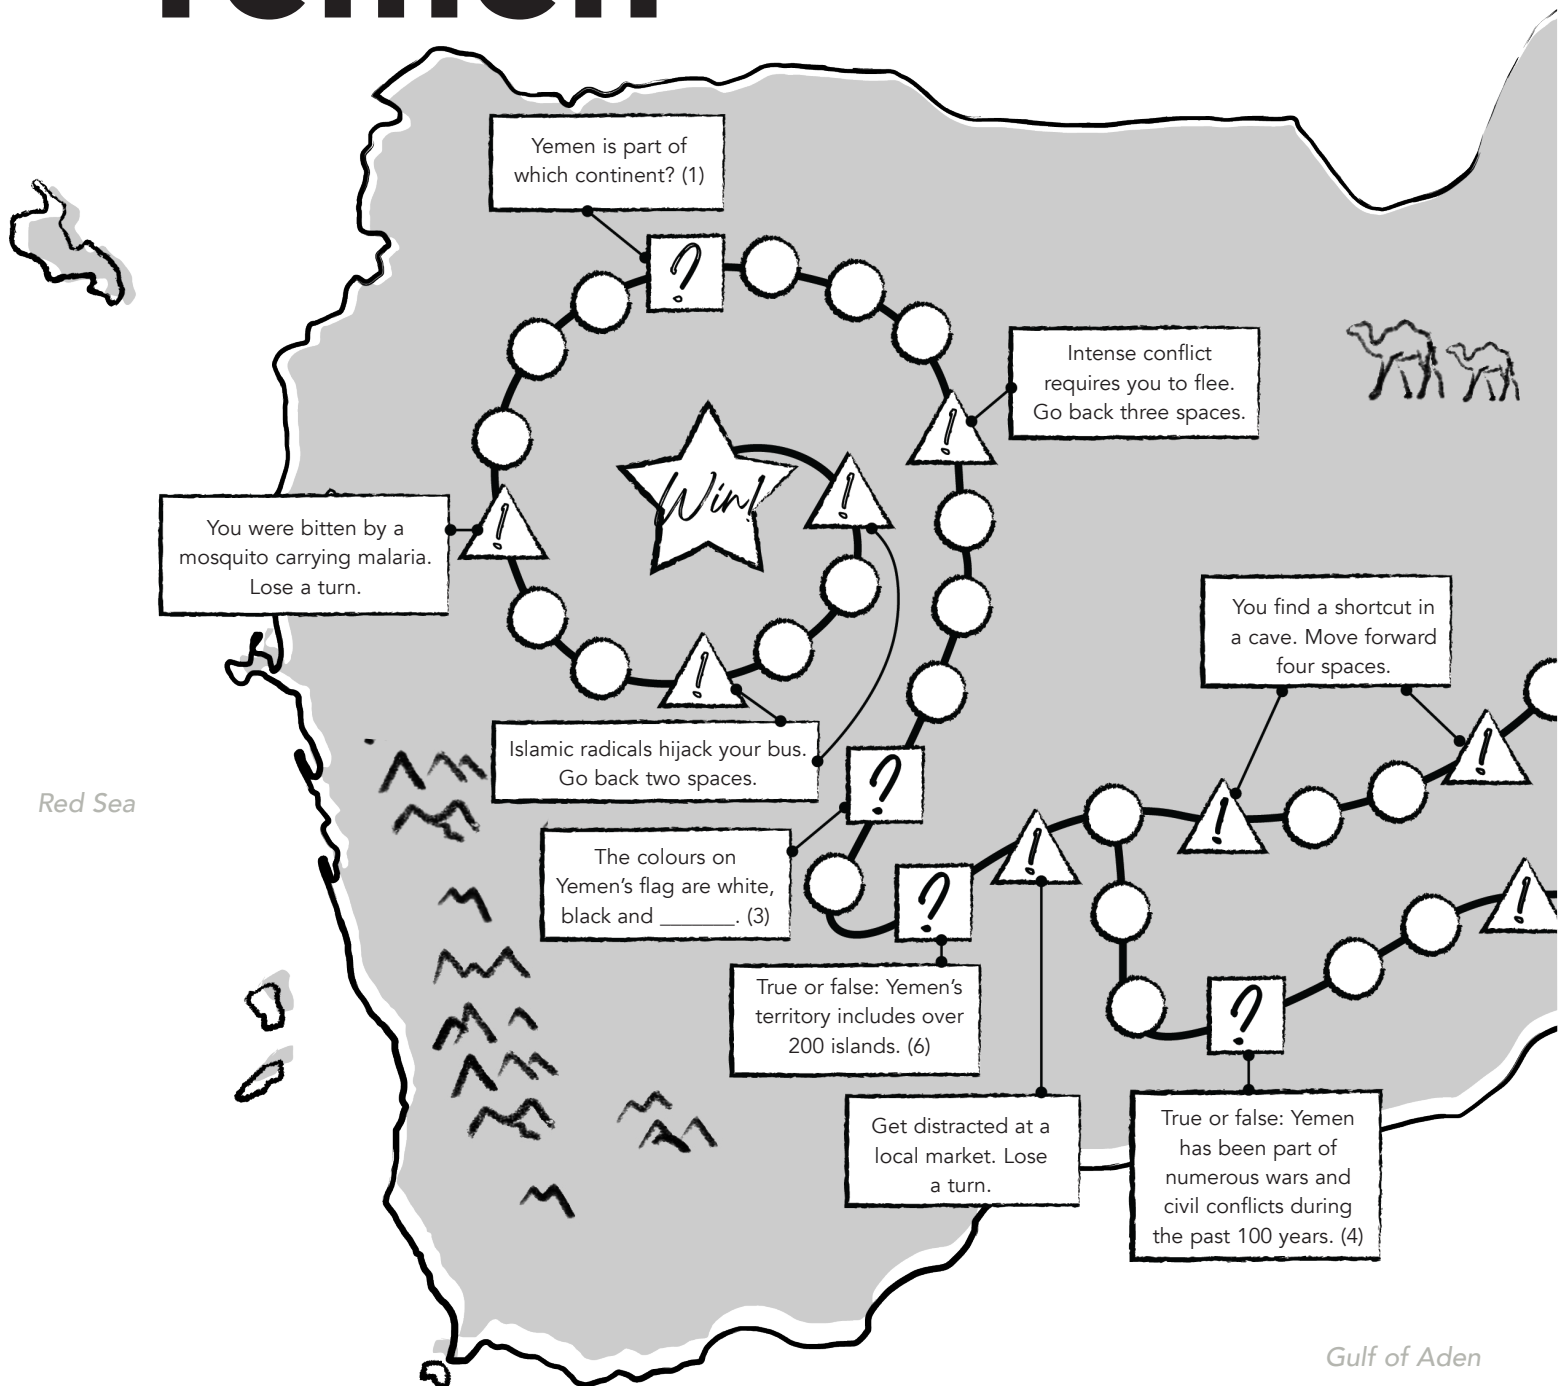 Yemen
Yemen is part of
which continent? (1)
?
!
Intense conflict
requires you to flee.
Go back three spaces.
Win!
!
You were bitten by a
mosquito carrying malaria.
Lose a turn.
!
You find a shortcut in
a cave. Move forward
four spaces.
!
Islamic radicals hijack your bus.
Go back two spaces.
?
!
!
Red Sea
The colours on
Yemen's flag are white,
black and _______. (3)
?
!
!
True or false: Yemen's
territory includes over
200 islands. (6)
?
Get distracted at a
local market. Lose
a turn.
True or false: Yemen
has been part of
numerous wars and
civil conflicts during
the past 100 years. (4)
Gulf of Aden